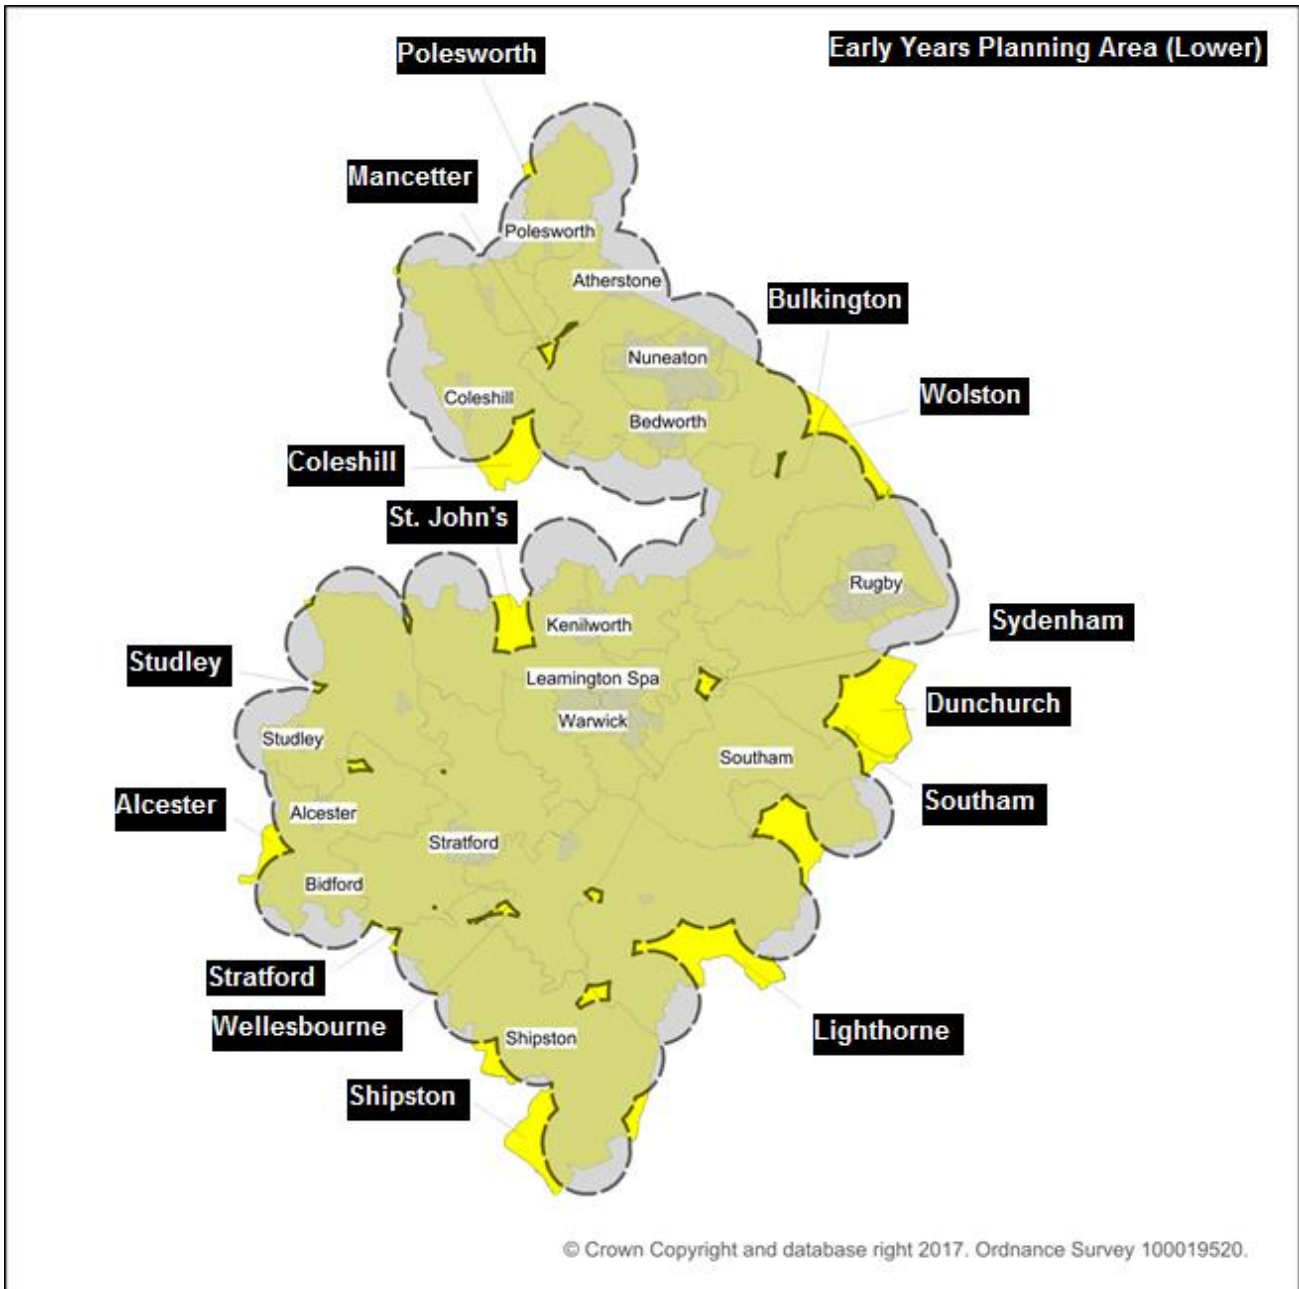 Polesworth
Early Years Planning Area (Lower)
Mancetter
Polesworth
Atherstone
Bulkington
Nuneaton
Wolston
Coleshill
Bedworth
Coleshill
St. John's
Rugby
Kenilworth
Sydenham
Studley
Leamington Spa
Dunchurch
Warwick
Studley
Southam
Southam
Alcester
Alcester
Stratford
Bidford
Stratford
Wellesbourne
Lighthorne
Shipston
Shipston
© Crown Copyright and database right 2017. Ordnance Survey 100019520.